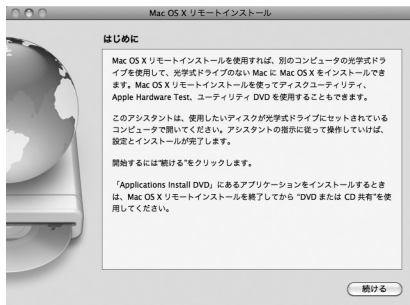 Mac OS X リモートインストール
はじめに
Mac OS X リモートインストールを使用すれば、別のコンピュータの光学式ドラ
イブを使用して、光学式ドライブのない Mac に Mac OS X をインストールでき
ます。Mac OS X リモートインストールを使ってディスクユーティリティ、
Apple Hardware Test、ユーティリティ DVD を使用することもできます。
このアシスタントは、使用したいディスクが光学式ドライブにセットされている
コンピュータで開いてください。アシスタントの指示に従って操作していけば、
設定とインストールが完了します。
開始するには"続ける"をクリックします。
「Applications Install DVD」にあるアプリケーションをインストールするとき
は、Mac OS X リモートインストールを終了してから "DVD または CD 共有"を使
用してください。
続ける